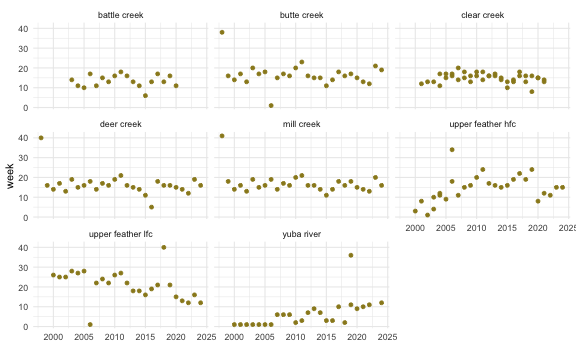 battle creek butte creek clear creek
40
30
20
10
0
deer creek mill creek upper feather hfc
40
30
20
10
0
week
2000 2005 2010 2015 2020 2025
upper feather lfc yuba river
40
30
20
10
0
2000 2005 2010 2015 2020 2025 2000 2005 2010 2015 2020 2025